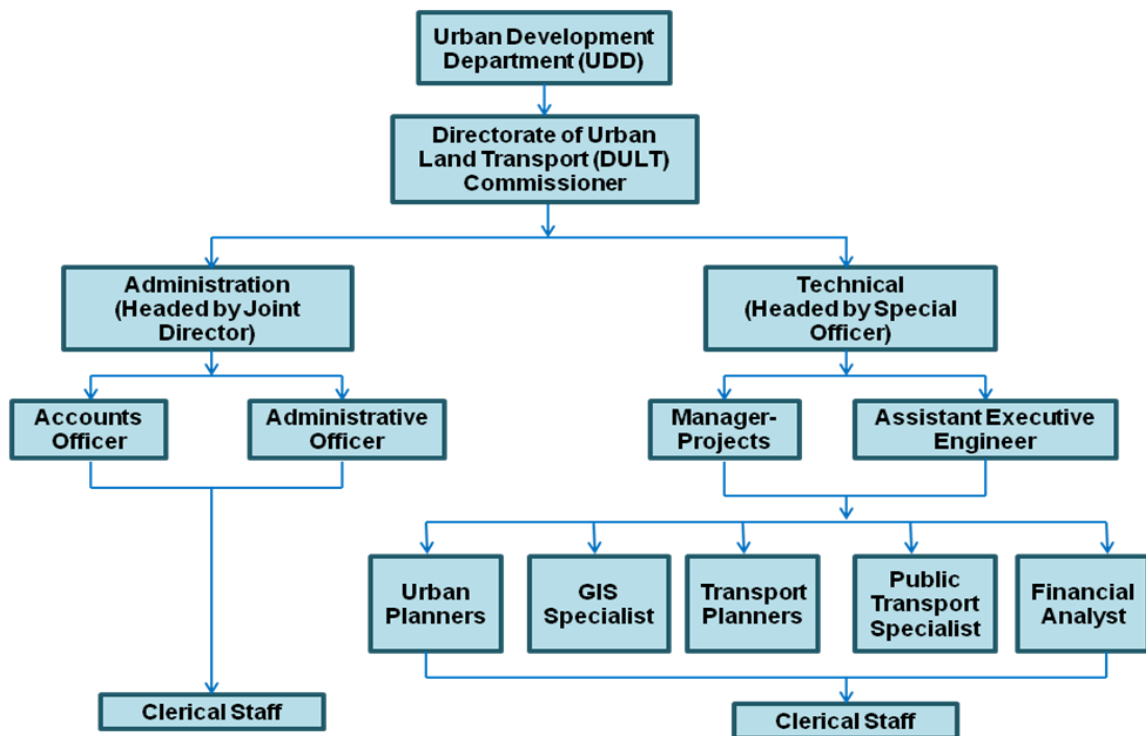 Urban Development
Department (UDD)
Directorate of Urban
Land Transport (DULT)
Commissioner
Administration
(Headed by Joint
Director)
Technical
(Headed by Special
Officer)
Accounts
Officer
Administrative
Officer
Manager-
Projects
Assistant Executive
Engineer
Urban
Planners
GIS
Specialist
Transport
Planners
Public
Transport
Specialist
Financial
Analyst
Clerical Staff
Clerical Staff